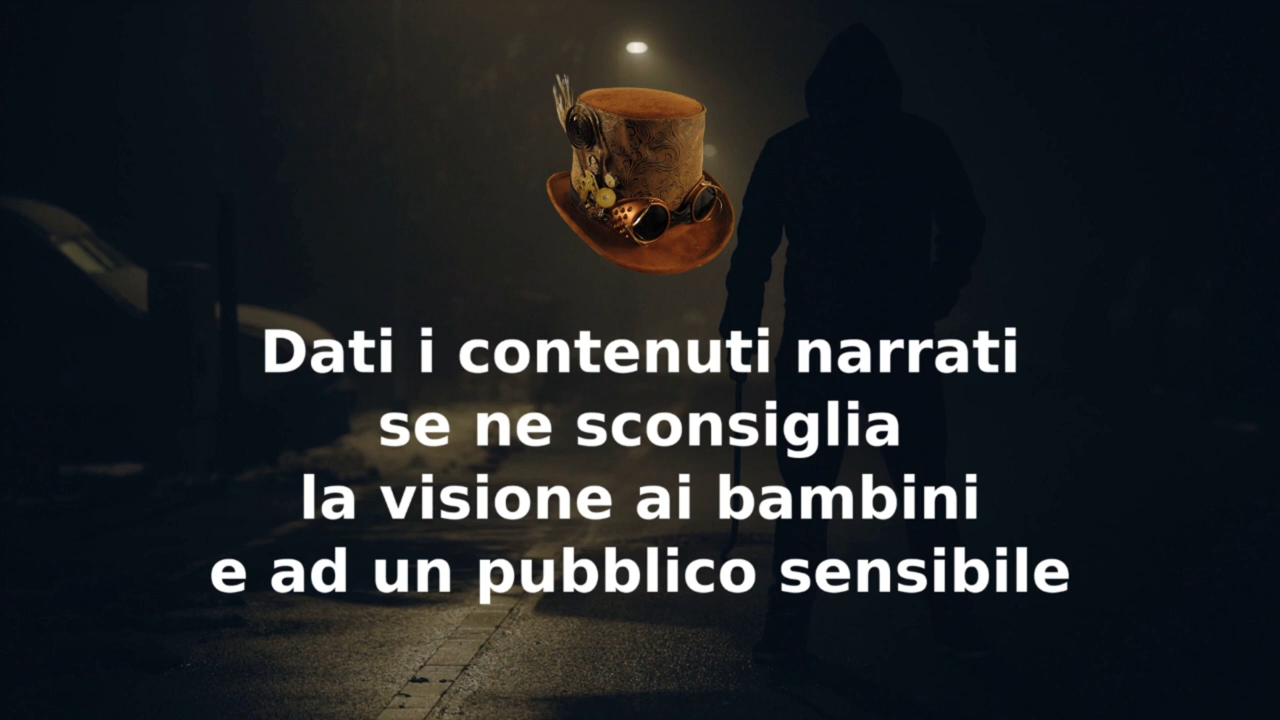 Dati i contenuti narrati
se ne sconsiglia
la visione ai bambini
e ad un pubblico sensibile